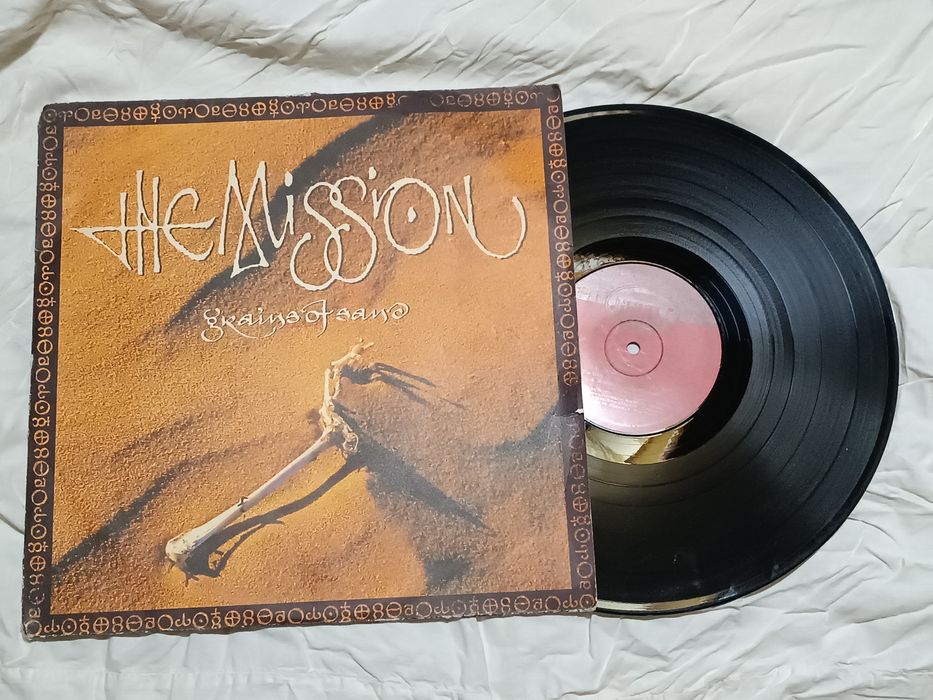 the Mission
grains of sand